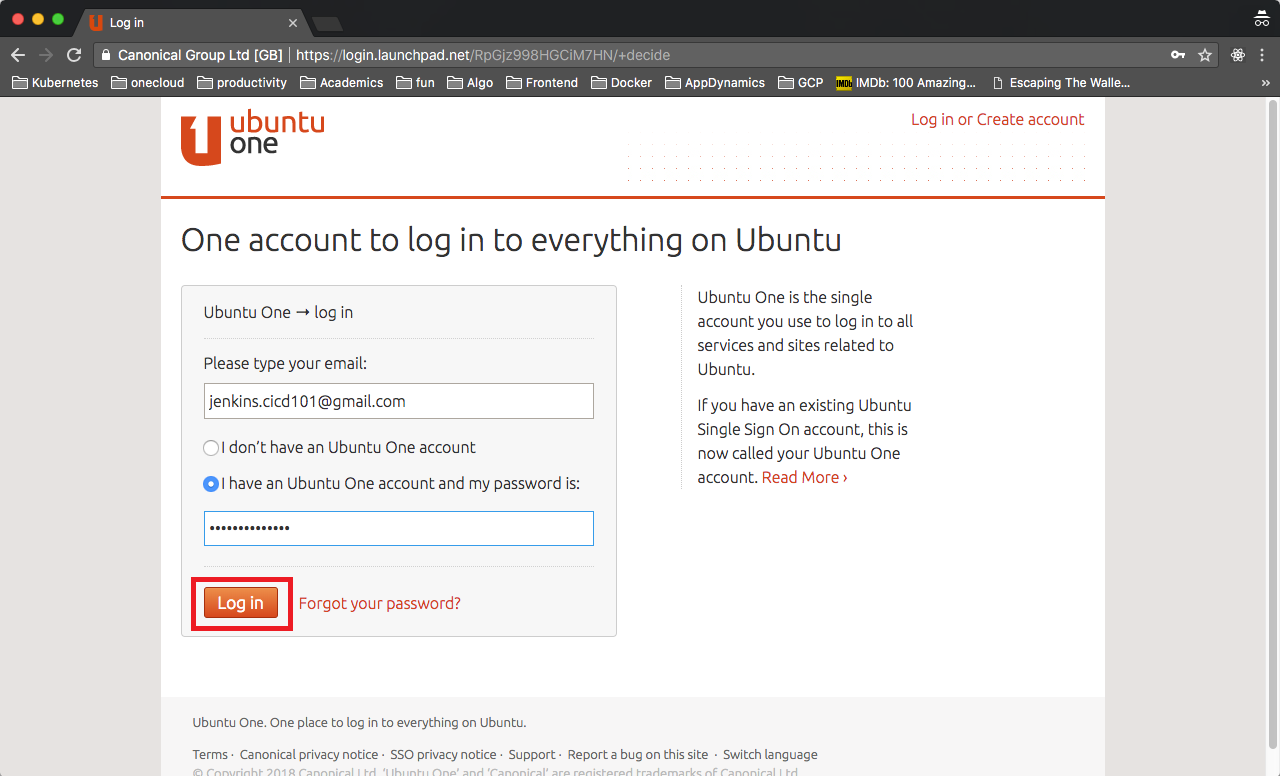 Log in
Canonical Group Ltd [GB] https://login.launchpad.net/RpGjz998HGCiM7HN/+decide
Kubernetes onecloud productivity Academics fun Algo Frontend Docker AppDynamics GCP IMDb IMDb: 100 Amazing... Escaping The Walle... »
ubuntu
one
Log in or Create account
One account to log in to everything on Ubuntu
Ubuntu One → log in
Please type your email:
jenkins.cicd101@gmail.com
I don't have an Ubuntu One account
I have an Ubuntu One account and my password is:
••••••••••••••
Log in Forgot your password?
Ubuntu One is the single
account you use to log in to all
services and sites related to
Ubuntu.
If you have an existing Ubuntu
Single Sign On account, this is
now called your Ubuntu One
account. Read More ›
Ubuntu One. One place to log in to everything on Ubuntu.
Terms · Canonical privacy notice · SSO privacy notice · Support · Report a bug on this site · Switch language
© Copyright 2018 Canonical Ltd. 'Ubuntu One' and 'Canonical' are registered trademarks of Canonical Ltd.